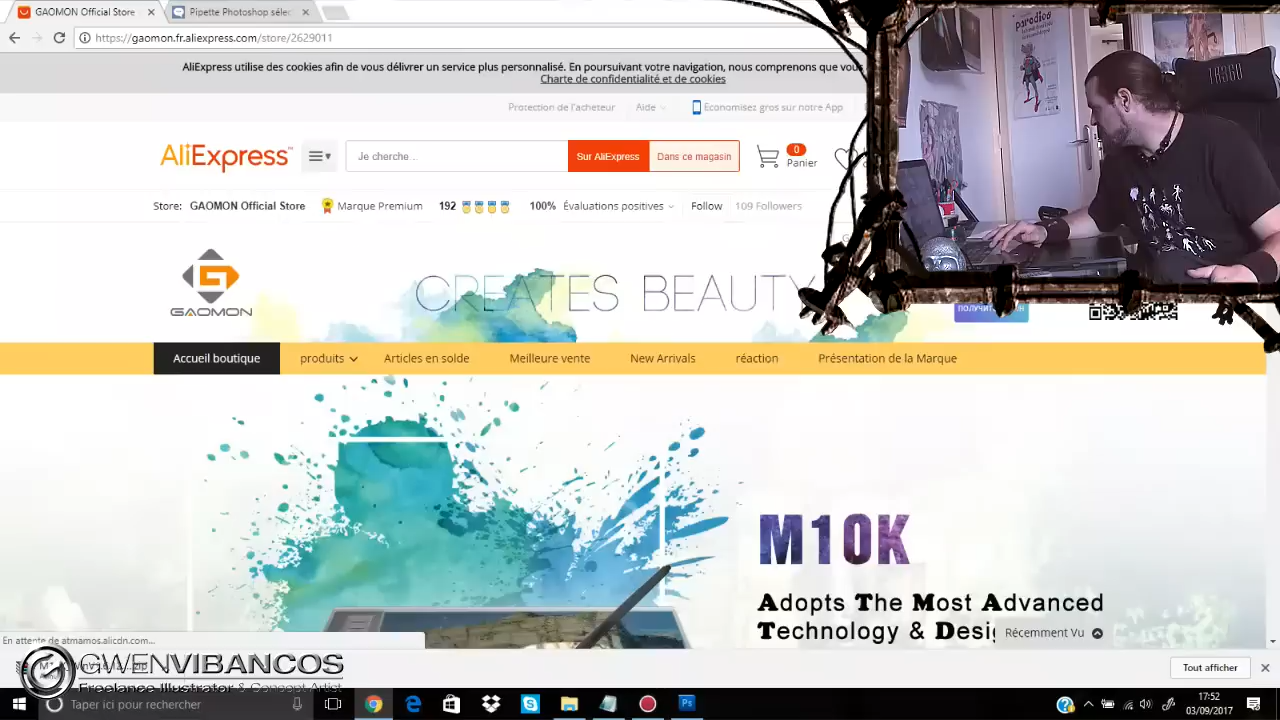 GAOMON Official Store
Pipette Photoshop sélec
https://gaomon.fr.aliexpress.com/store/2629011
AliExpress utilise des cookies afin de vous délivrer un service plus personnalisé. En poursuivant votre navigation, nous comprenons que vous
Charte de confidentialité et de cookies
Protection de l'acheteur
Aide
Economisez gros sur notre App
AliExpress
Je cherche ..
Sur AliExpress
Dans ce magasin
0
Panier
Store: GAOMON Official Store
Marque Premium
192
100% Évaluations positives
Follow
109 Followers
parodica
GAOMON
CREATES BEAUTY
Accueil boutique
produits
Articles en solde
Meilleure vente
New Arrivals
réaction
Présentation de la Marque
M10K
Adopts The Most Advanced
Technology & Desi
Récemment Vu
En attente de atmamos.alicdn.com...
GWENVIBANCOS
Freelance Illustrator & Concept Artist
Tout afficher
Taper ici pour rechercher
17:52
03/09/2017